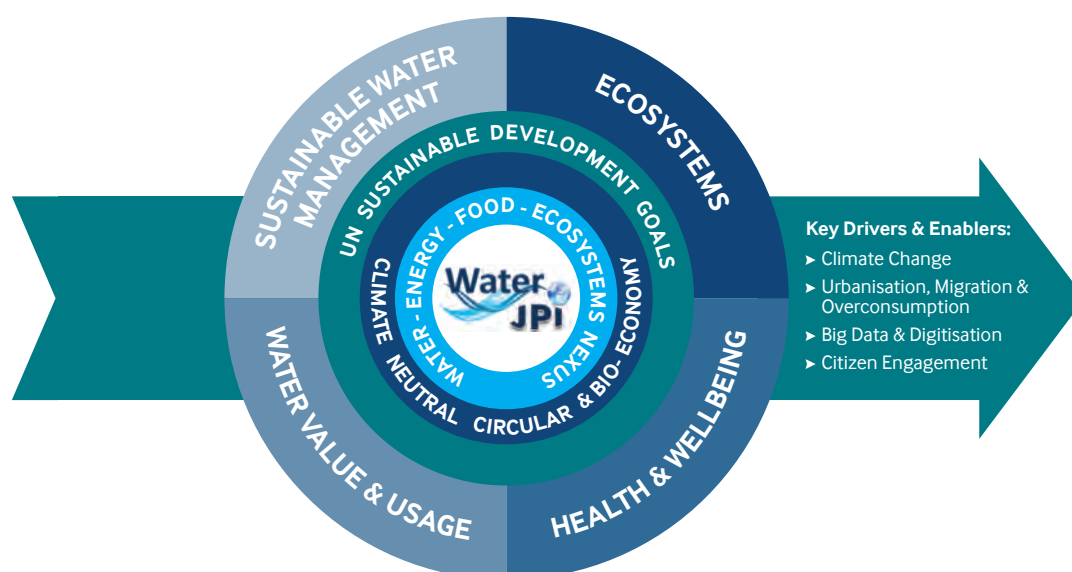 SUSTAINABLE WATER
MANAGEMENT
ECOSYSTEMS
UN SUSTAINABLE DEVELOPMENT GOALS
WATER - ENERGY - FOOD - ECOSYSTEMS NEXUS
CLIMATE NEUTRAL CIRCULAR & BIO- ECONOMY
Water
JPI
WATER VALUE & USAGE
HEALTH & WELLBEING
Key Drivers & Enablers:
➤ Climate Change
➤ Urbanisation, Migration &
Overconsumption
➤ Big Data & Digitisation
➤ Citizen Engagement